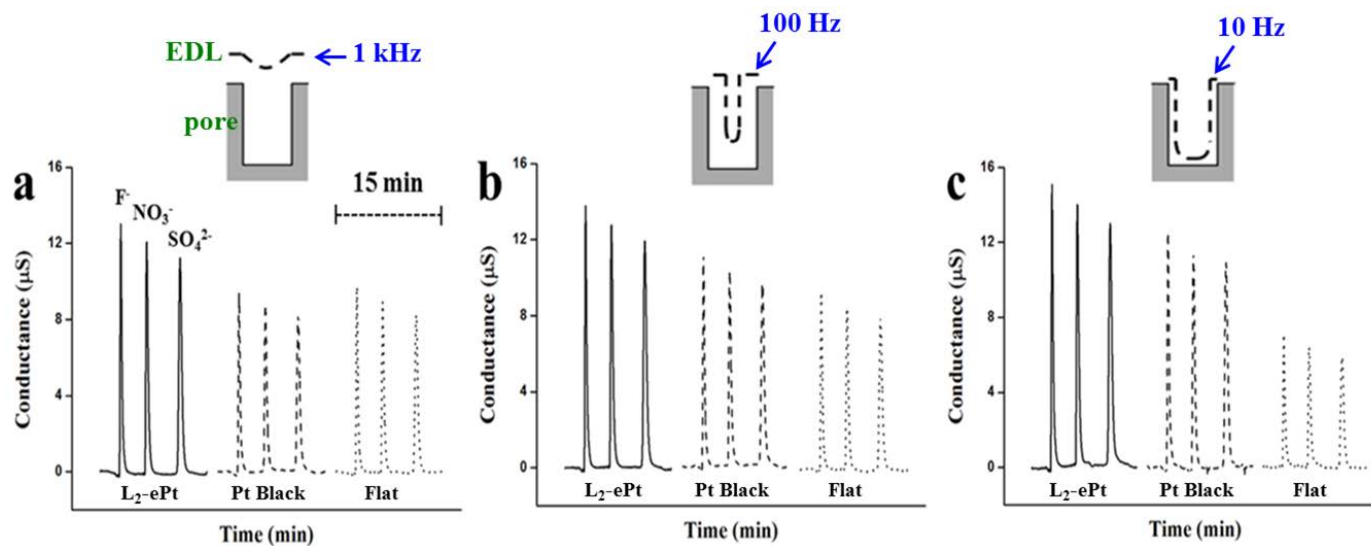 EDL
1 kHz
pore
a
16
12
8
4
0
Conductance (μS)
F⁻
NO₃⁻
SO₄²⁻
15 min
L₂-ePt
Pt Black
Flat
Time (min)
100 Hz
b
16
12
8
4
0
Conductance (μS)
L₂-ePt
Pt Black
Flat
Time (min)
10 Hz
c
16
12
8
4
0
Conductance (μS)
L₂-ePt
Pt Black
Flat
Time (min)